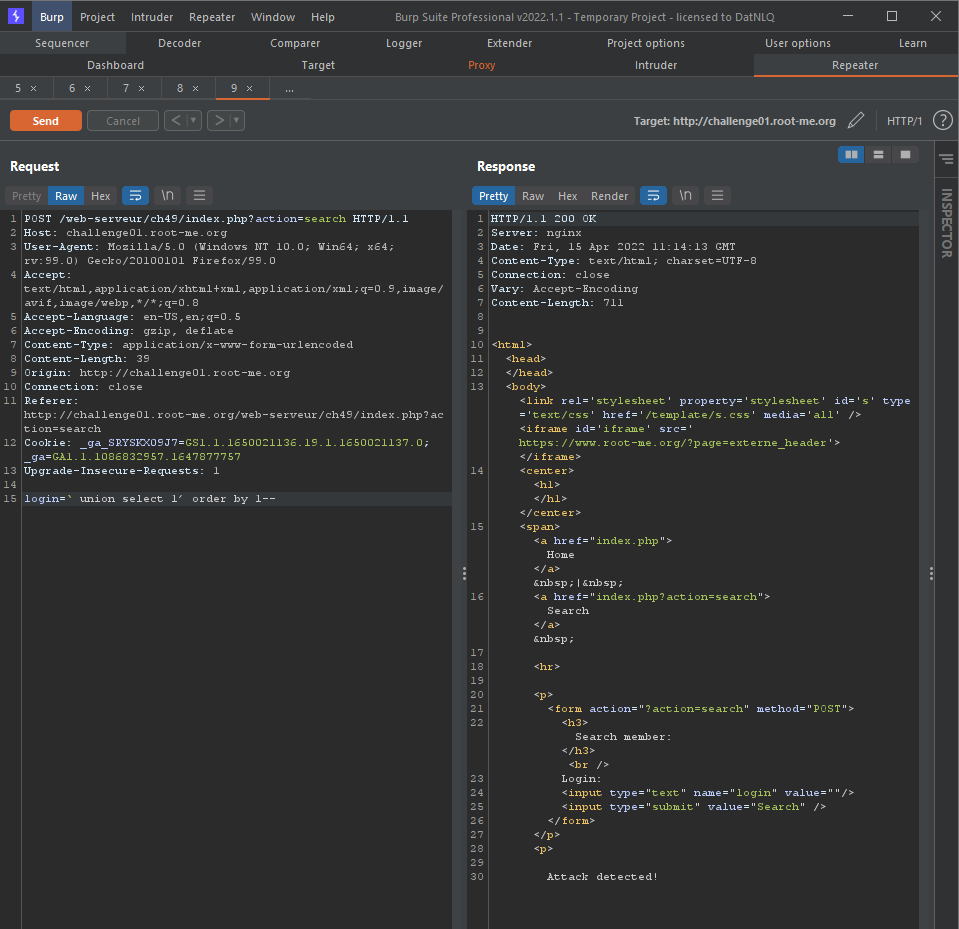 Burp Project Intruder Repeater Window Help Burp Suite Professional v2022.1.1 - Temporary Project - licensed to DatNLQ
Sequencer Decoder Comparer Logger Extender Project options User options Learn
Dashboard Target Proxy Intruder Repeater
5 × 6 × 7 × 8 × 9 × ...
Send Cancel < > Target: http://challenge01.root-me.org HTTP/1 ?
Request
Pretty Raw Hex \n
1 POST /web-serveur/ch49/index.php?action=search HTTP/1.1
2 Host: challenge01.root-me.org
3 User-Agent: Mozilla/5.0 (Windows NT 10.0; Win64; x64;
rv:99.0) Gecko/20100101 Firefox/99.0
4 Accept:
text/html,application/xhtml+xml,application/xml;q=0.9,image/
avif,image/webp,*/*;q=0.8
5 Accept-Language: en-US,en;q=0.5
6 Accept-Encoding: gzip, deflate
7 Content-Type: application/x-www-form-urlencoded
8 Content-Length: 39
9 Origin: http://challenge01.root-me.org
10 Connection: close
11 Referer:
http://challenge01.root-me.org/web-serveur/ch49/index.php?ac
tion=search
12 Cookie: _ga_SRYSKX09J7=GS1.1.1650021136.19.1.1650021137.0;
_ga=GA1.1.1086832957.1647877757
13 Upgrade-Insecure-Requests: 1
14
15 login=` union select 1′ order by 1--
Response
Pretty Raw Hex Render \n
1 HTTP/1.1 200 OK
2 Server: nginx
3 Date: Fri, 15 Apr 2022 11:14:13 GMT
4 Content-Type: text/html; charset=UTF-8
5 Connection: close
6 Vary: Accept-Encoding
7 Content-Length: 711
8
9
10 <html>
11 <head>
12 </head>
13 <body>
<link rel='stylesheet' property='stylesheet' id='s' type
='text/css' href='/template/s.css' media='all' />
<iframe id='iframe' src='
https://www.root-me.org/?page=externe_header'>
</iframe>
14 <center>
<h1>
</h1>
</center>
15 <span>
<a href="index.php">
Home
</a>
&nbsp;|&nbsp;
16 <a href="index.php?action=search">
Search
</a>
&nbsp;
17
18 <hr>
19
20 <p>
21 <form action="?action=search" method="POST">
22 <h3>
Search member:
</h3>
<br />
23 Login:
24 <input type="text" name="login" value=""/>
25 <input type="submit" value="Search" />
26 </form>
27 </p>
28 <p>
29
30 Attack detected!
INSPECTOR